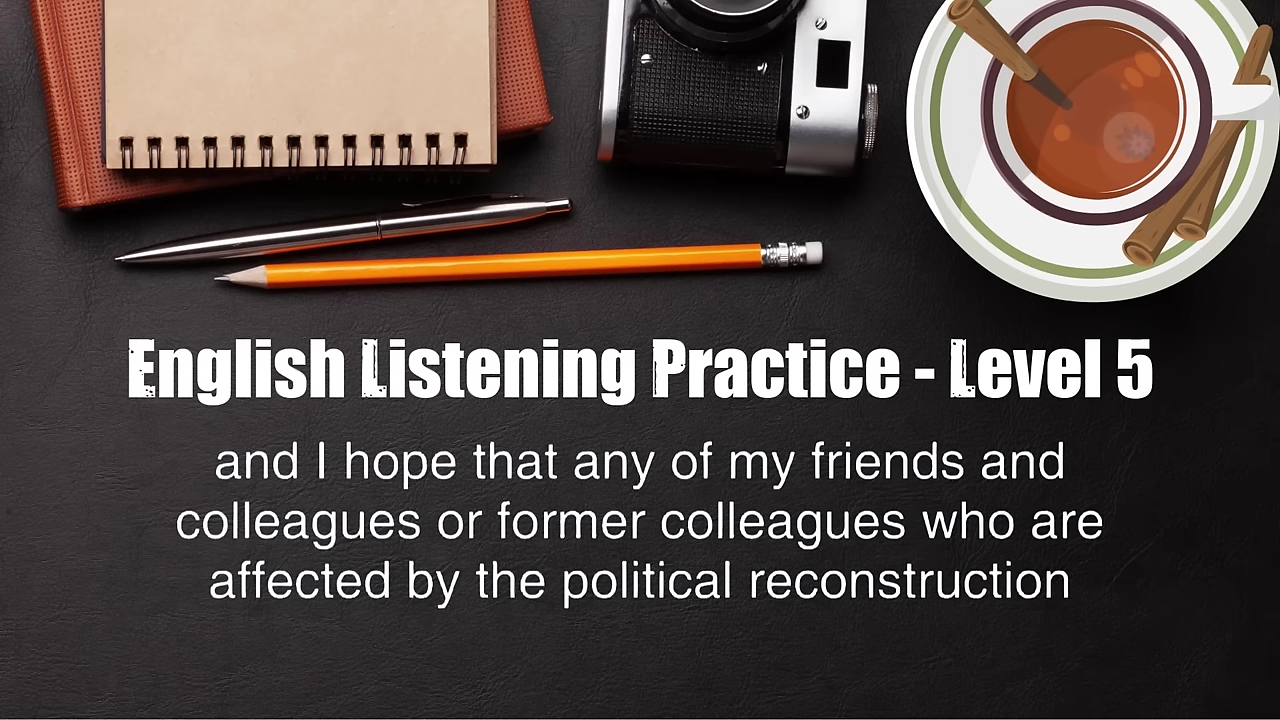 English Listening Practice - Level 5
and I hope that any of my friends and
colleagues or former colleagues who are
affected by the political reconstruction